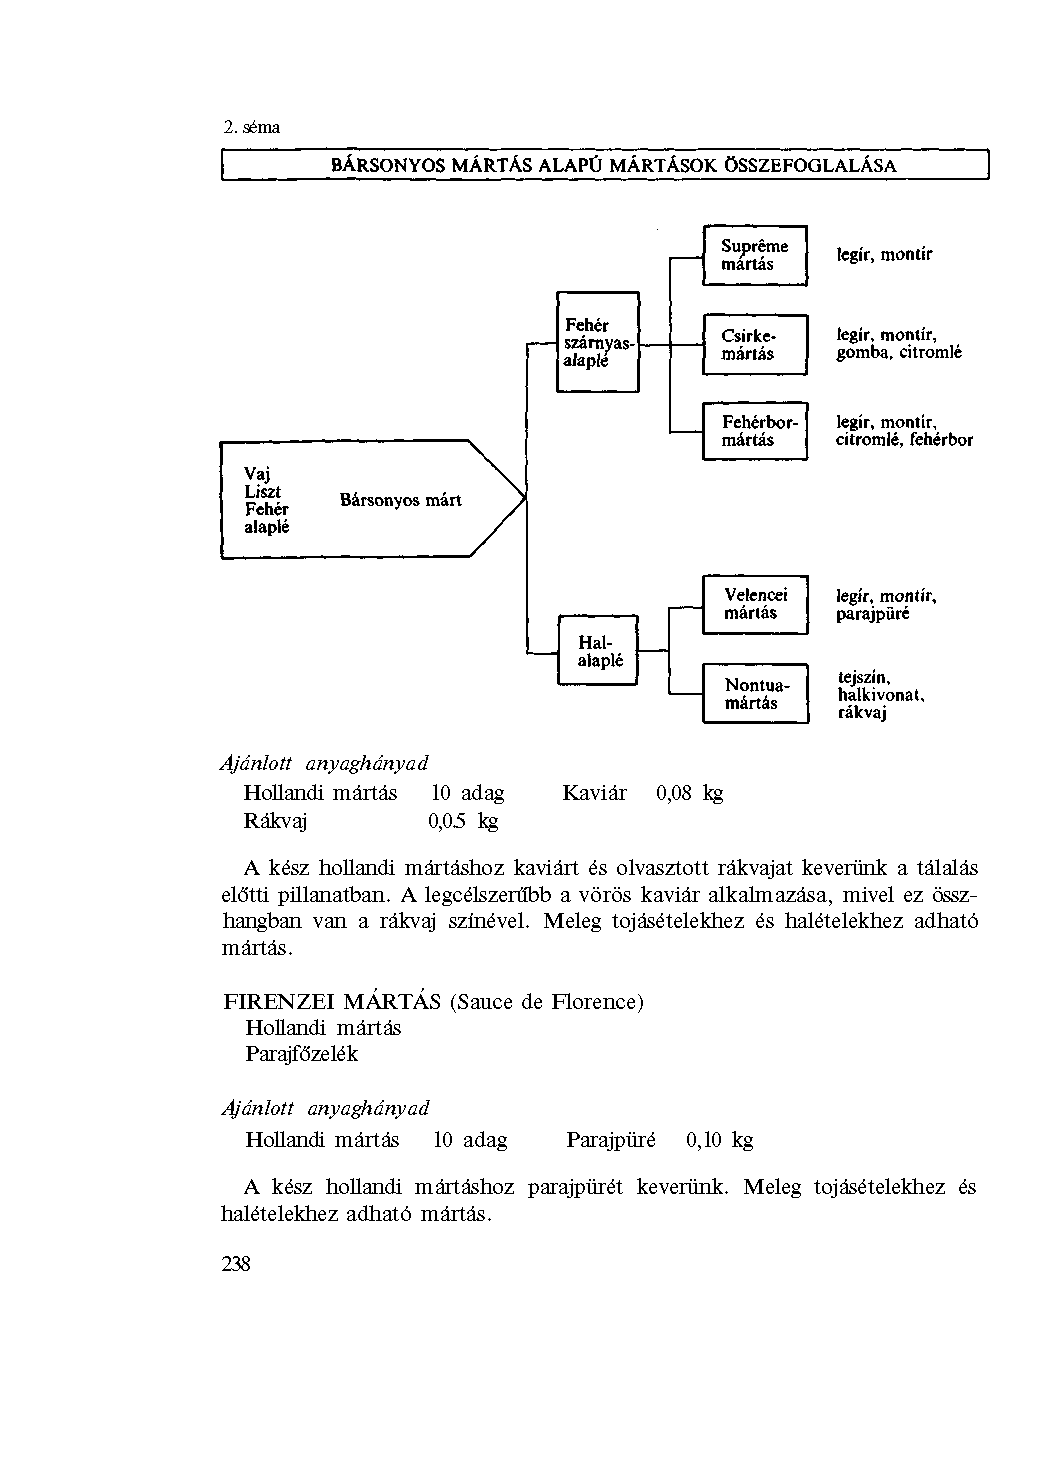 2. séma
BÁRSONYOS MÁRTÁS ALAPÚ MÁRTÁSOK ÖSSZEFOGLALÁSA
Vaj
Liszt
Fehér
alaplé
Bársonyos márt
Fehér
szárnyas-
alaplé
Suprême
mártás
legír, montír
Csirke-
mártás
legír, montír,
gomba, citromlé
Fehérbor-
mártás
legír, montír,
citromlé, fehérbor
Hal-
alaplé
Velencei
mártás
legír, montír,
parajpüré
Nontua-
mártás
tejszín,
halkivonat,
rákvaj
Ajánlott anyaghányad
Hollandi mártás 10 adag Kaviár 0,08 kg
Rákvaj 0,0.5 kg
A kész hollandi mártáshoz kaviárt és olvasztott rákvajat keverünk a tálalás
előtti pillanatban. A legcélszerűbb a vörös kaviár alkalmazása, mivel ez össz-
hangban van a rákvaj színével. Meleg tojásételekhez és halételekhez adható
mártás.
FIRENZEI MÁRTÁS (Sauce de Florence)
Hollandi mártás
Parajfőzelék
Ajánlott anyaghányad
Hollandi mártás 10 adag Parajpüré 0,10 kg
A kész hollandi mártáshoz parajpürét keverünk. Meleg tojásételekhez és
halételekhez adható mártás.
238